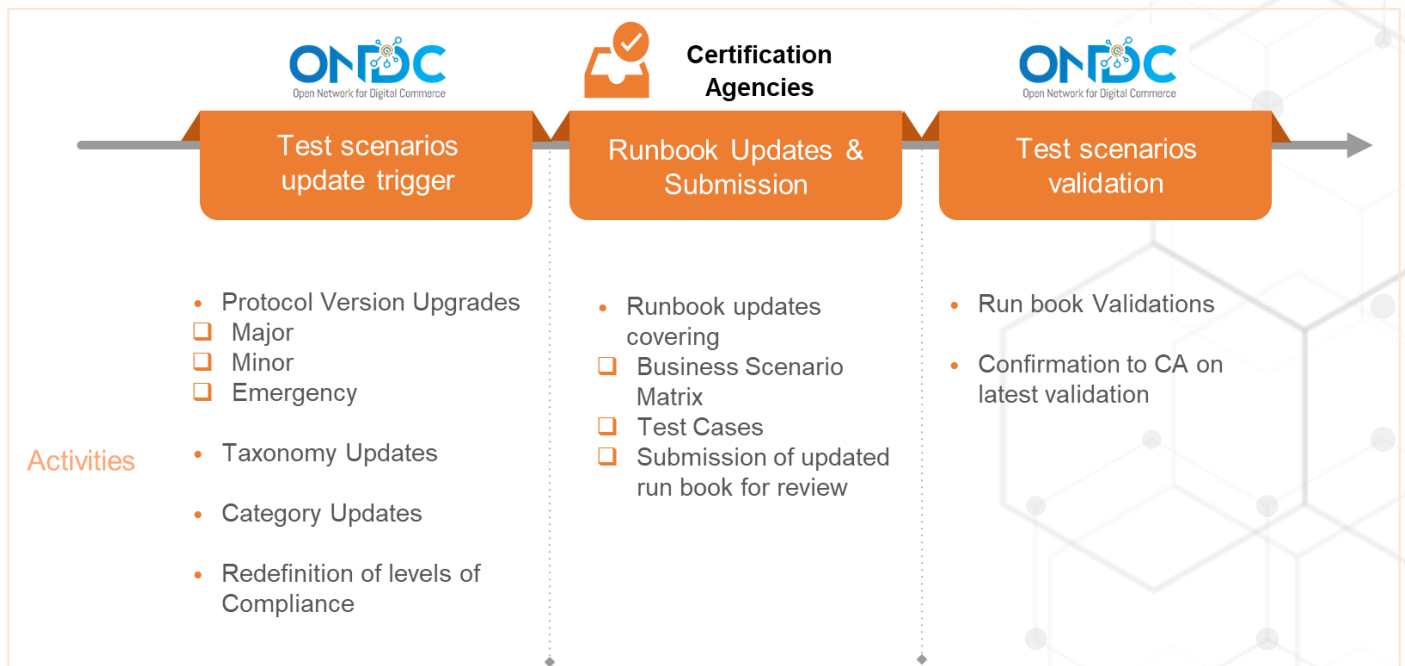 ONDC
Open Network for Digital Commerce
Test scenarios
update trigger
• Protocol Version Upgrades
❑ Major
❑ Minor
❑ Emergency
• Taxonomy Updates
• Category Updates
• Redefinition of levels of
Compliance
Certification
Agencies
Runbook Updates &
Submission
• Runbook updates
covering
❑ Business Scenario
Matrix
❑ Test Cases
❑ Submission of updated
run book for review
ONDC
Open Network for Digital Commerce
Test scenarios
validation
• Run book Validations
• Confirmation to CA on
latest validation
Activities